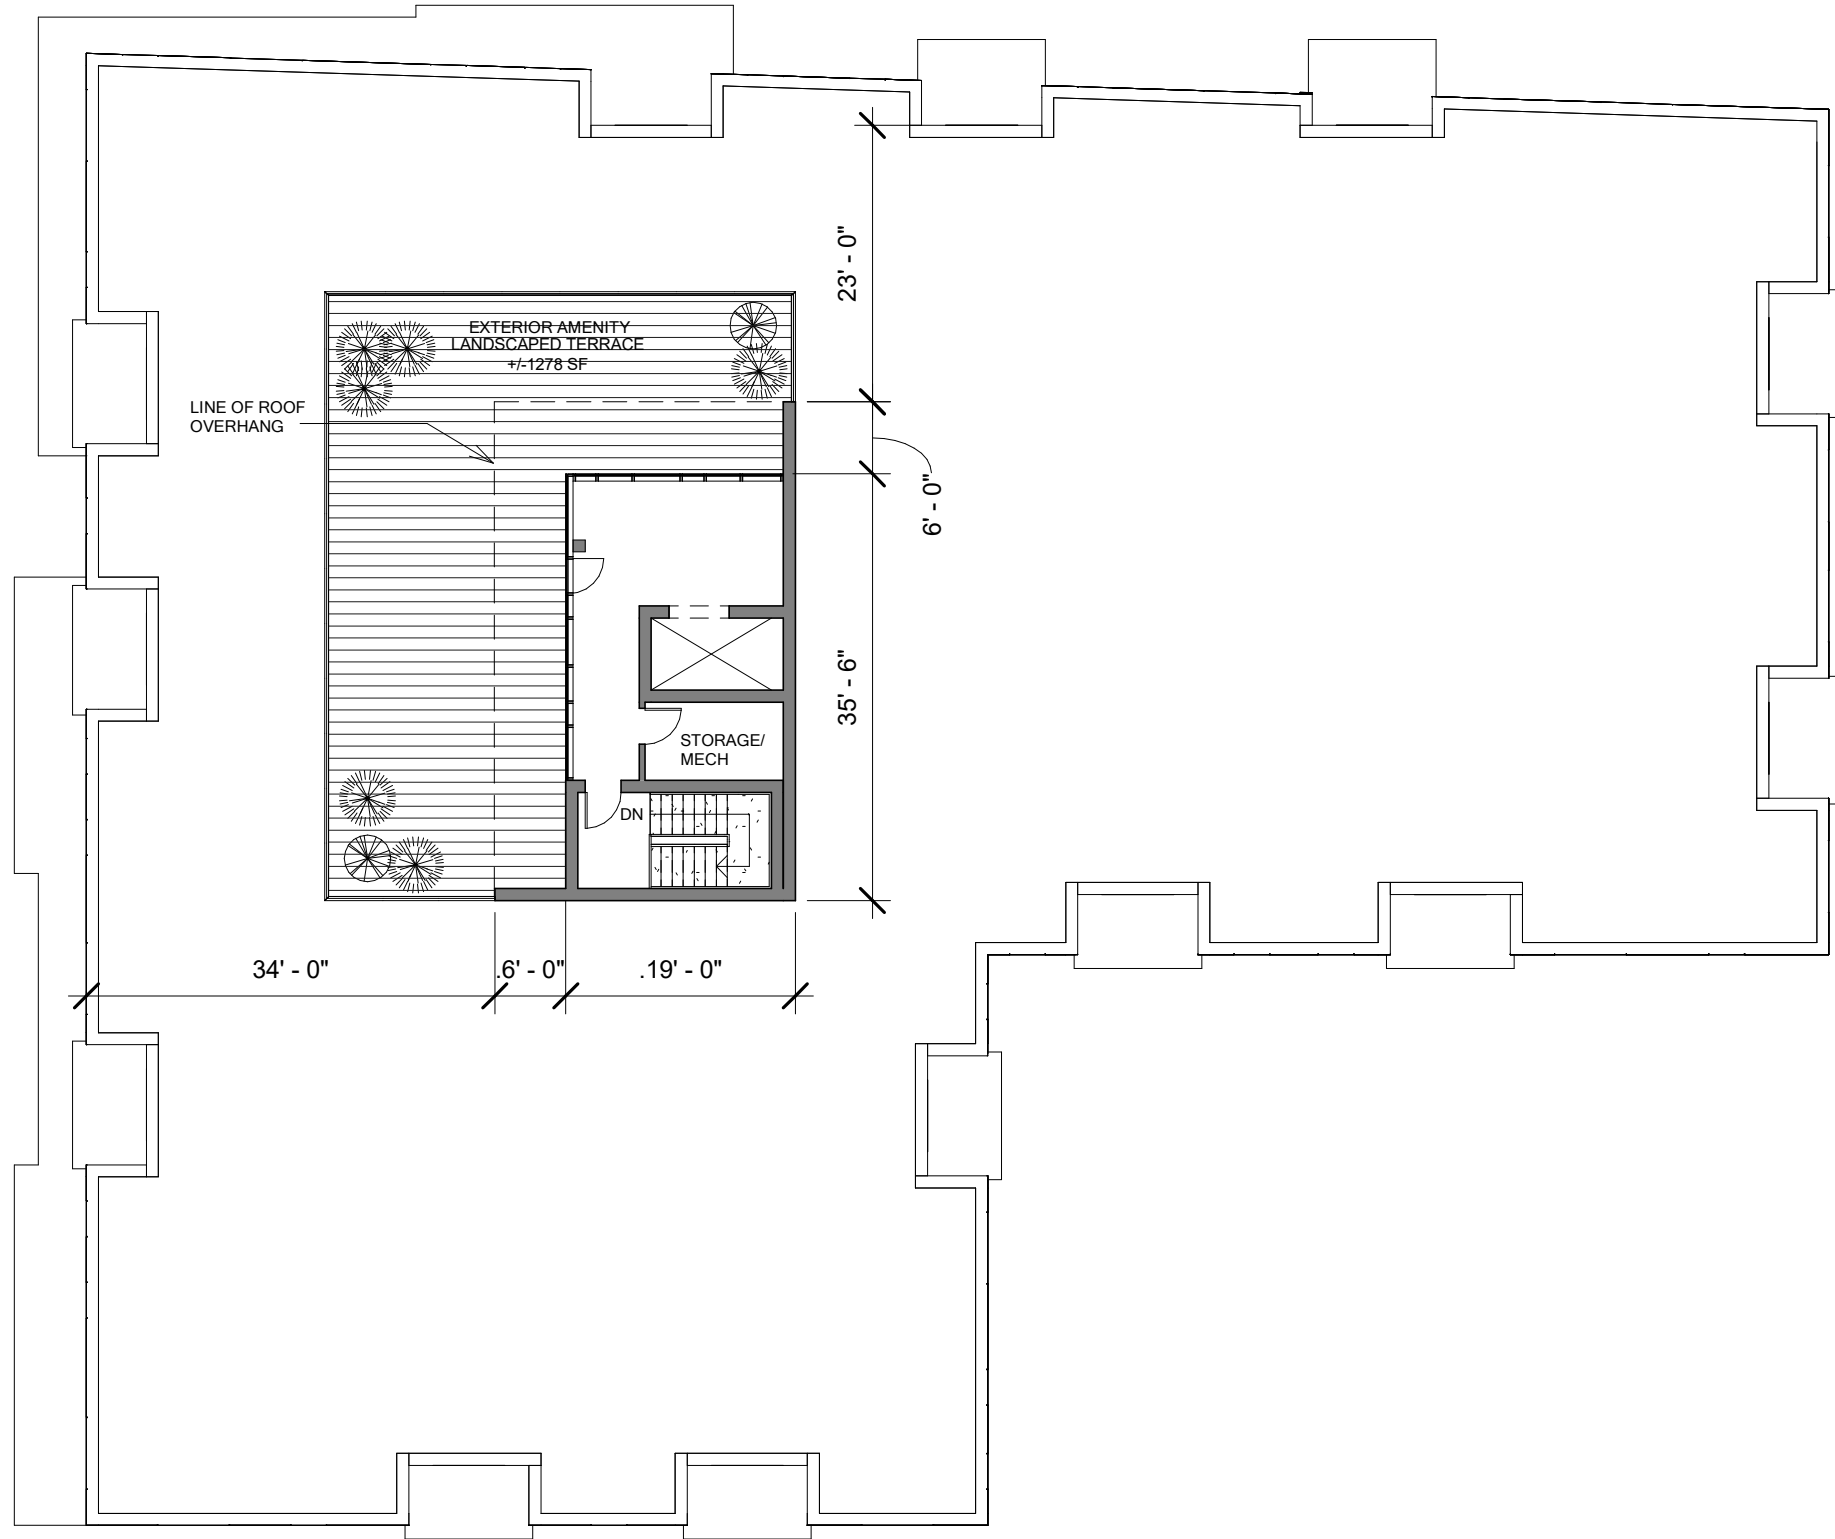 23' - 0"
EXTERIOR AMENITY
LANDSCAPED TERRACE
+/-1278 SF
LINE OF ROOF
OVERHANG
6' - 0"
35' - 6"
STORAGE/
MECH
DN
34' - 0"
.6' - 0"
.19' - 0"